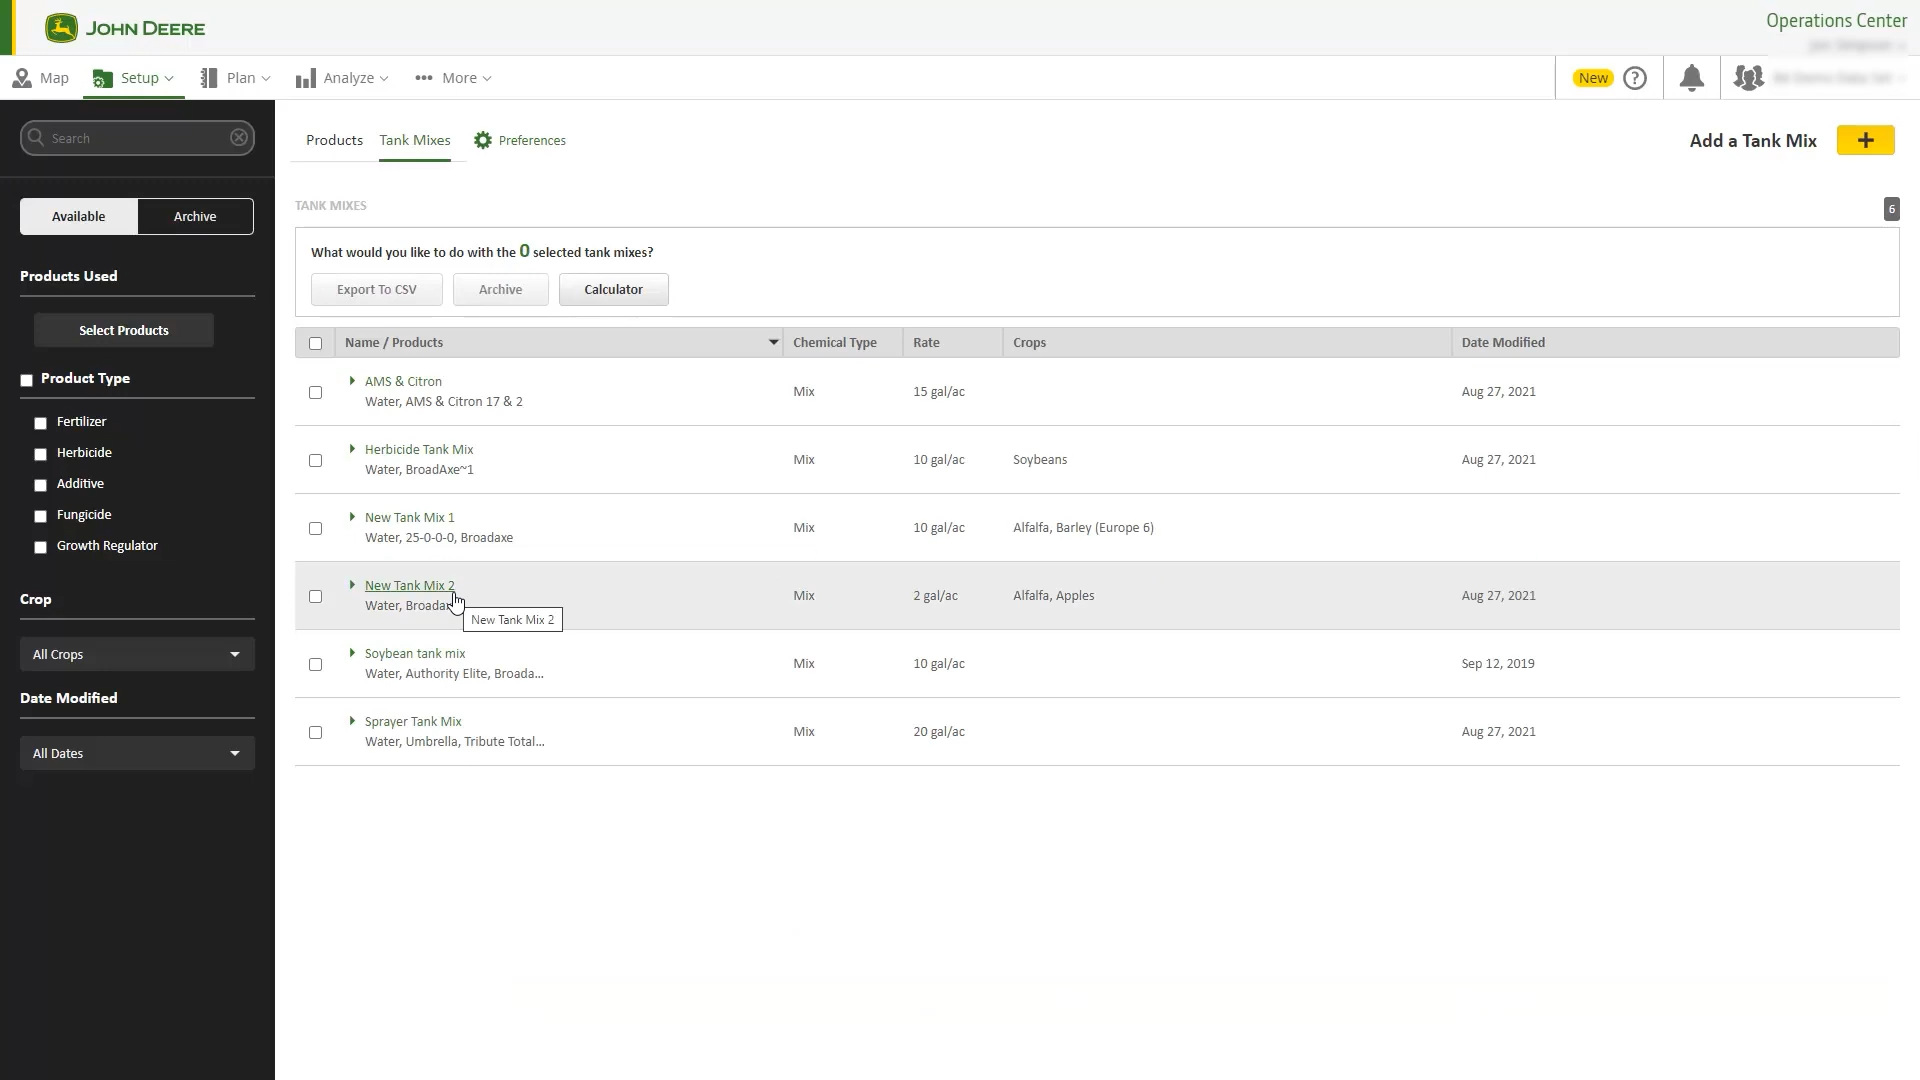 JOHN DEERE
Operations Center
Map Setup Plan Analyze More New ?
Search
Products Tank Mixes Preferences Add a Tank Mix +
Available Archive
TANK MIXES 6
What would you like to do with the 0 selected tank mixes?
Export To CSV Archive Calculator
Products Used
Select Products
Product Type
Fertilizer
Herbicide
Additive
Fungicide
Growth Regulator
Crop
All Crops
Date Modified
All Dates
Name / Products Chemical Type Rate Crops Date Modified
AMS & Citron
Water, AMS & Citron 17 & 2
Mix 15 gal/ac Aug 27, 2021
Herbicide Tank Mix
Water, BroadAxe~1
Mix 10 gal/ac Soybeans Aug 27, 2021
New Tank Mix 1
Water, 25-0-0-0, Broadaxe
Mix 10 gal/ac Alfalfa, Barley (Europe 6)
New Tank Mix 2
Water,
Mix 2 gal/ac Alfalfa, Apples Aug 27, 2021
New Tank Mix 2
Soybean tank mix
Water, Authority Elite, Broada...
Mix 10 gal/ac Sep 12, 2019
Sprayer Tank Mix
Water, Umbrella, Tribute Total...
Mix 20 gal/ac Aug 27, 2021